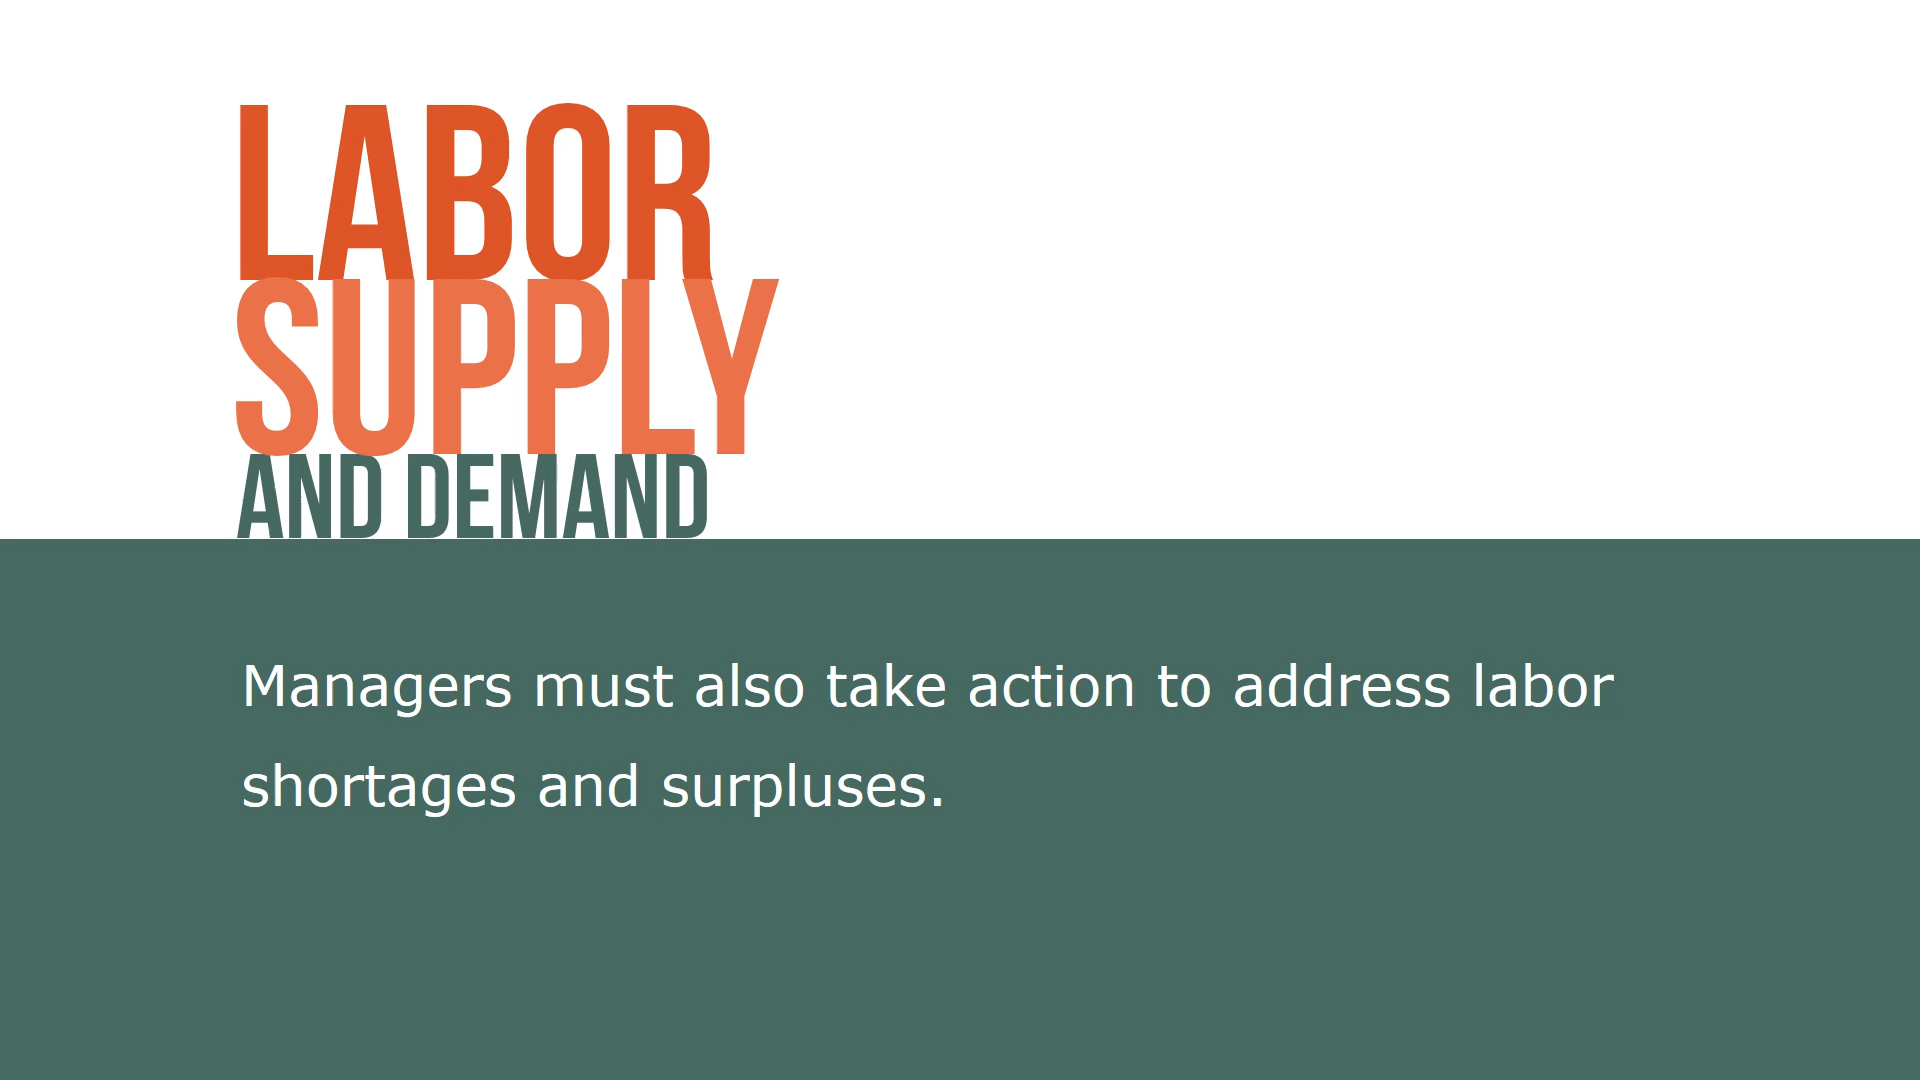 LABOR
SUPPLY
AND DEMAND
Managers must also take action to address labor
shortages and surpluses.